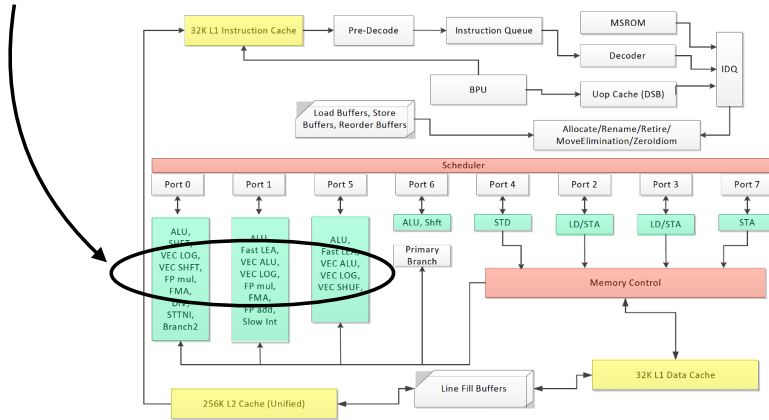 MSROM
32K L1 Instruction Cache
Pre-Decode
Instruction Queue
Decoder
IDQ
BPU
Uop Cache (DSB)
Load Buffers, Store
Buffers, Reorder Buffers
Allocate/Rename/Retire/
MoveElimination/ZeroIdiom
Scheduler
Port 0
Port 1
Port 5
Port 6
Port 4
Port 2
Port 3
Port 7
ALU,
SHFT,
VEC LOG,
VEC SHFT,
FP mul,
FMA,
DIV,
STTNI,
Branch2
ALU,
Fast LEA,
VEC ALU,
VEC LOG,
FP mul,
FMA,
FP add,
Slow Int
ALU,
Fast LEA,
VEC ALU,
VEC LOG,
VEC SHUF,
ALU, Shft
Primary
Branch
STD
LD/STA
LD/STA
STA
Memory Control
32K L1 Data Cache
Line Fill Buffers
256K L2 Cache (Unified)